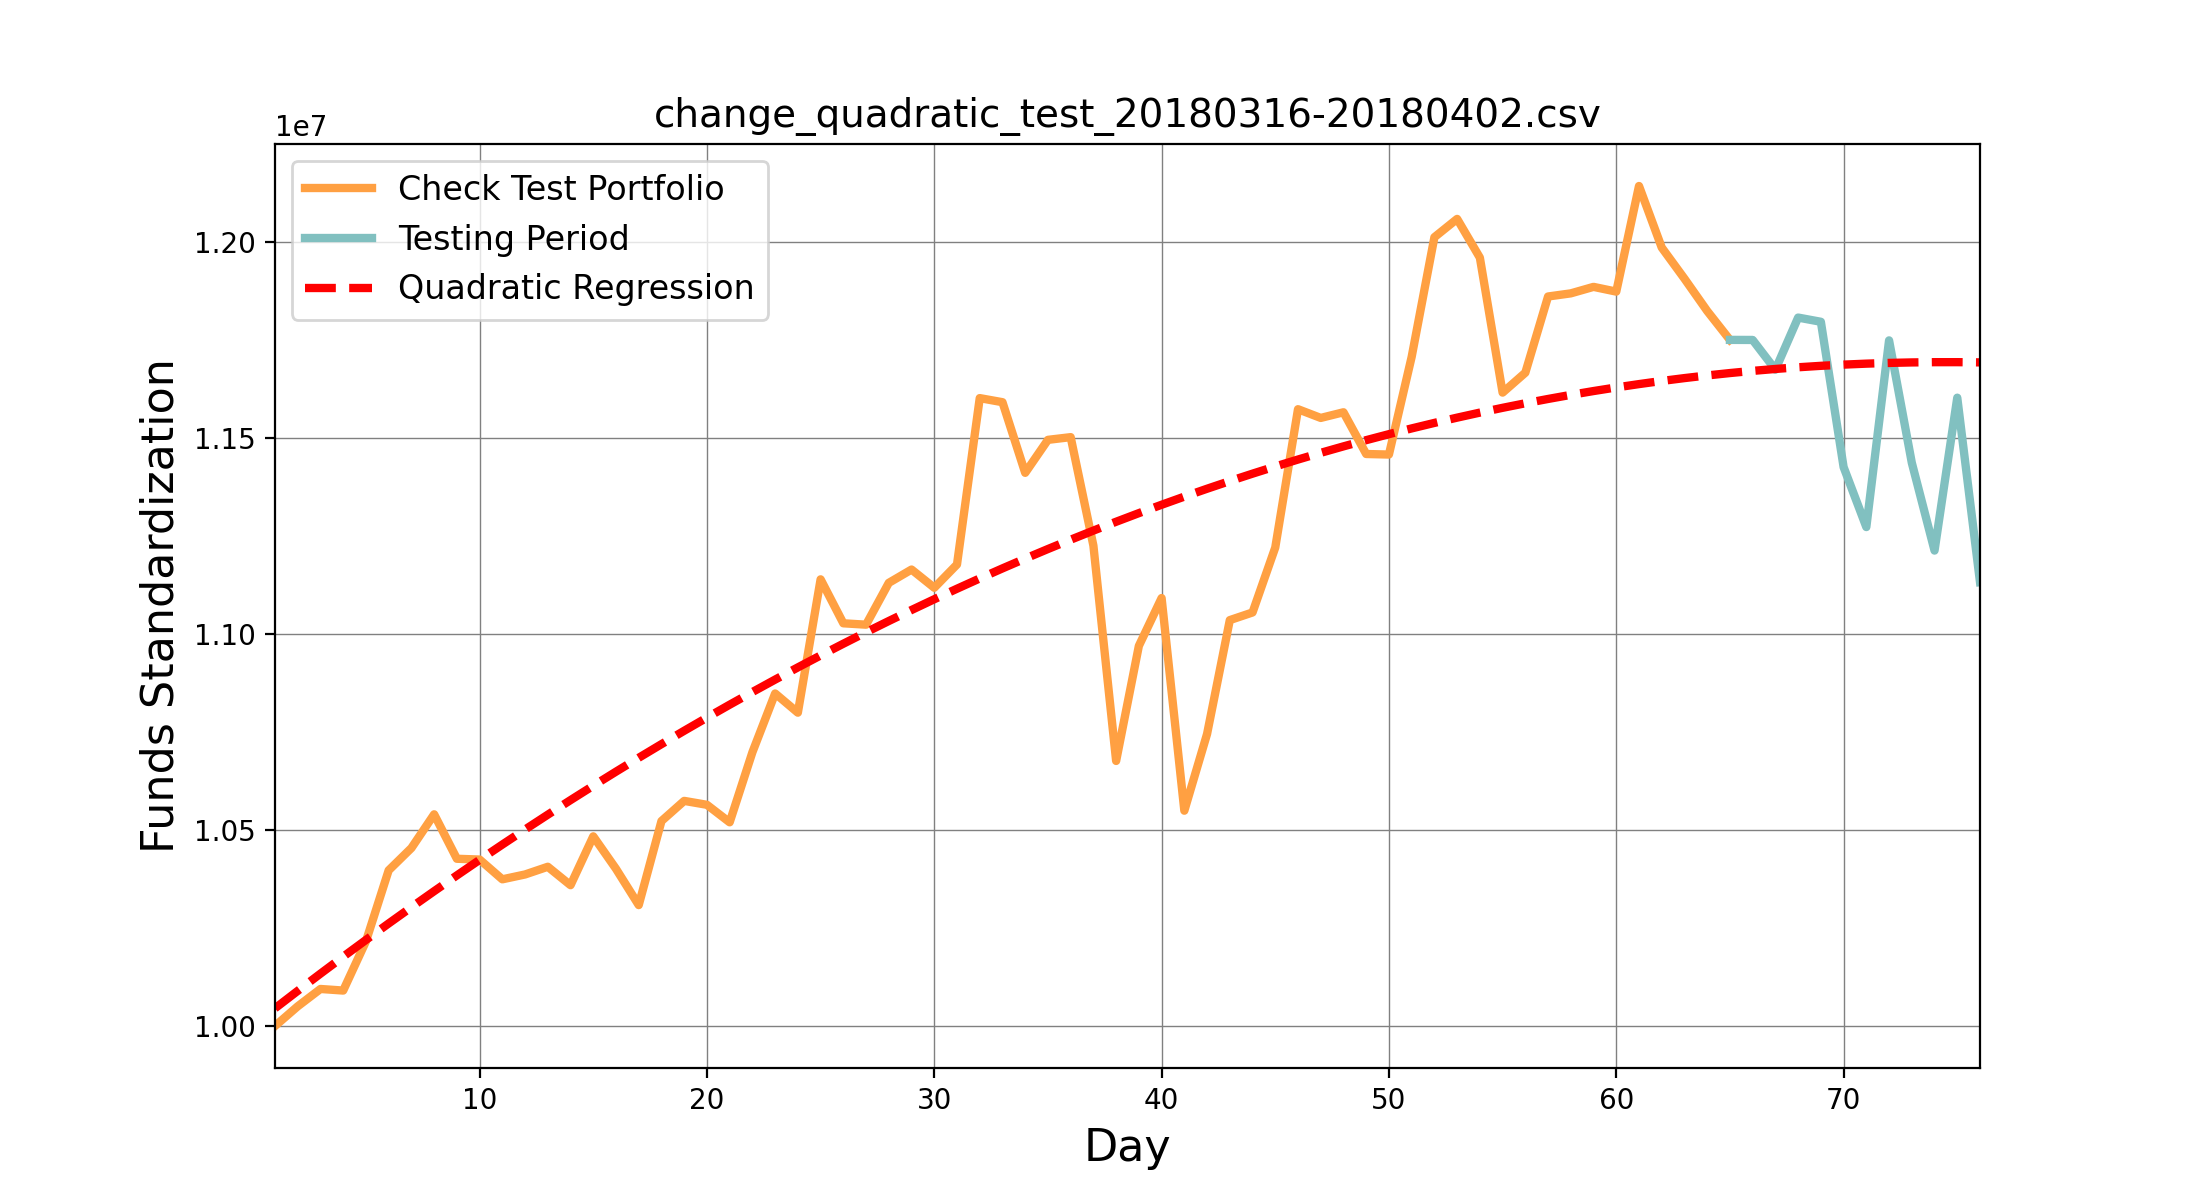 change_quadratic_test_20180316-20180402.csv
1e7
Check Test Portfolio
Testing Period
Quadratic Regression
1.20
1.15
1.10
1.05
1.00
Funds Standardization
10 20 30 40 50 60 70
Day